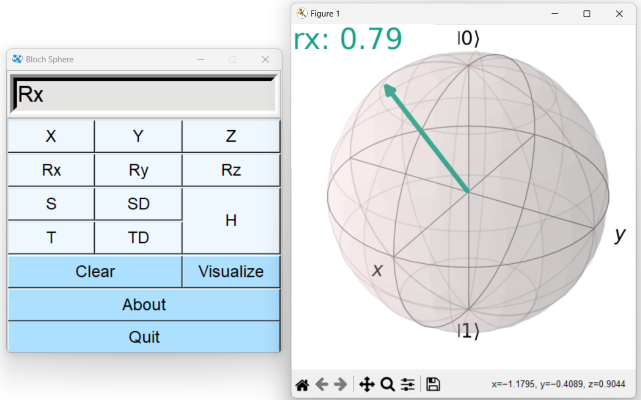 Bloch Sphere
Rx
X Y Z
Rx Ry Rz
S SD
H
T TD
Clear Visualize
About
Quit
Figure 1
rx: 0.79
|0⟩
y
x
|1⟩
x=−1.1795, y=−0.4089, z=0.9044